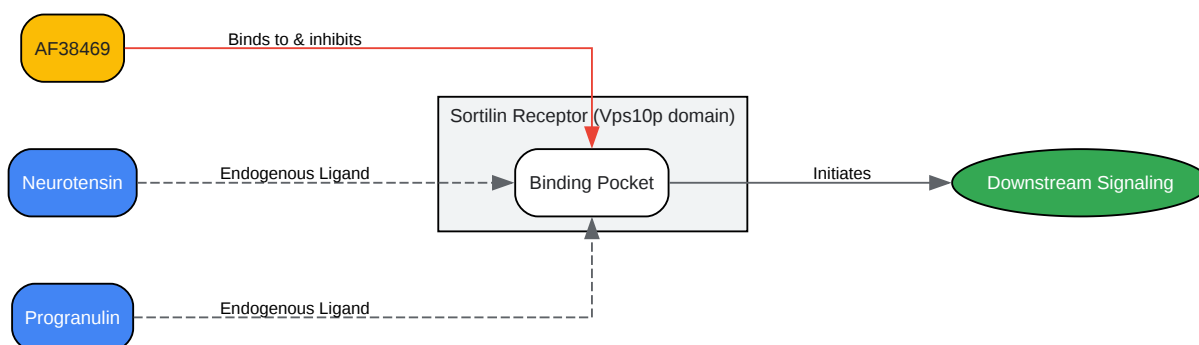 AF38469
Binds to & inhibits
Sortilin Receptor (Vps10p domain)
Neurotensin
Endogenous Ligand
Binding Pocket
Initiates
Downstream Signaling
Progranulin
Endogenous Ligand